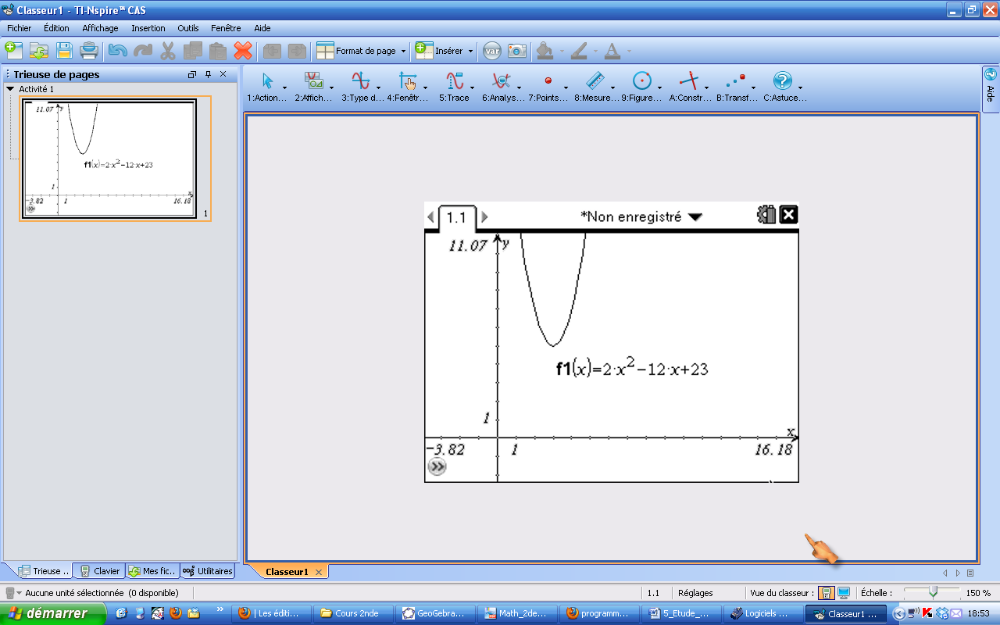 Classeur1 - TI-Nspire™ CAS
Fichier Édition Affichage Insertion Outils Fenêtre Aide
Format de page Insérer var
Trieuse de pages
Activité 1
1:Action... 2:Affich... 3:Type d... 4:Fenêtr... 5:Trace 6:Analys... 7:Points... 8:Mesure... 9:Figure... A:Constr... B:Transf... C:Astuce...
Aide
11.07 y
f1(x)=2·x²−12·x+23
1
x
−3.82 1 16.18
1
1.1 *Non enregistré
11.07 y
f1(x)=2·x²−12·x+23
1
x
−3.82 1 16.18
Trieuse .. Clavier Mes fic.. Utilitaires
Classeur1
Aucune unité sélectionnée (0 disponible) 1.1 Réglages Vue du classeur : Échelle : 150 %
démarrer | Les éditi... Cours 2nde GeoGebra... Math_2de... programm... 5_Etude_... Logiciels ... Classeur1 ... 18:53